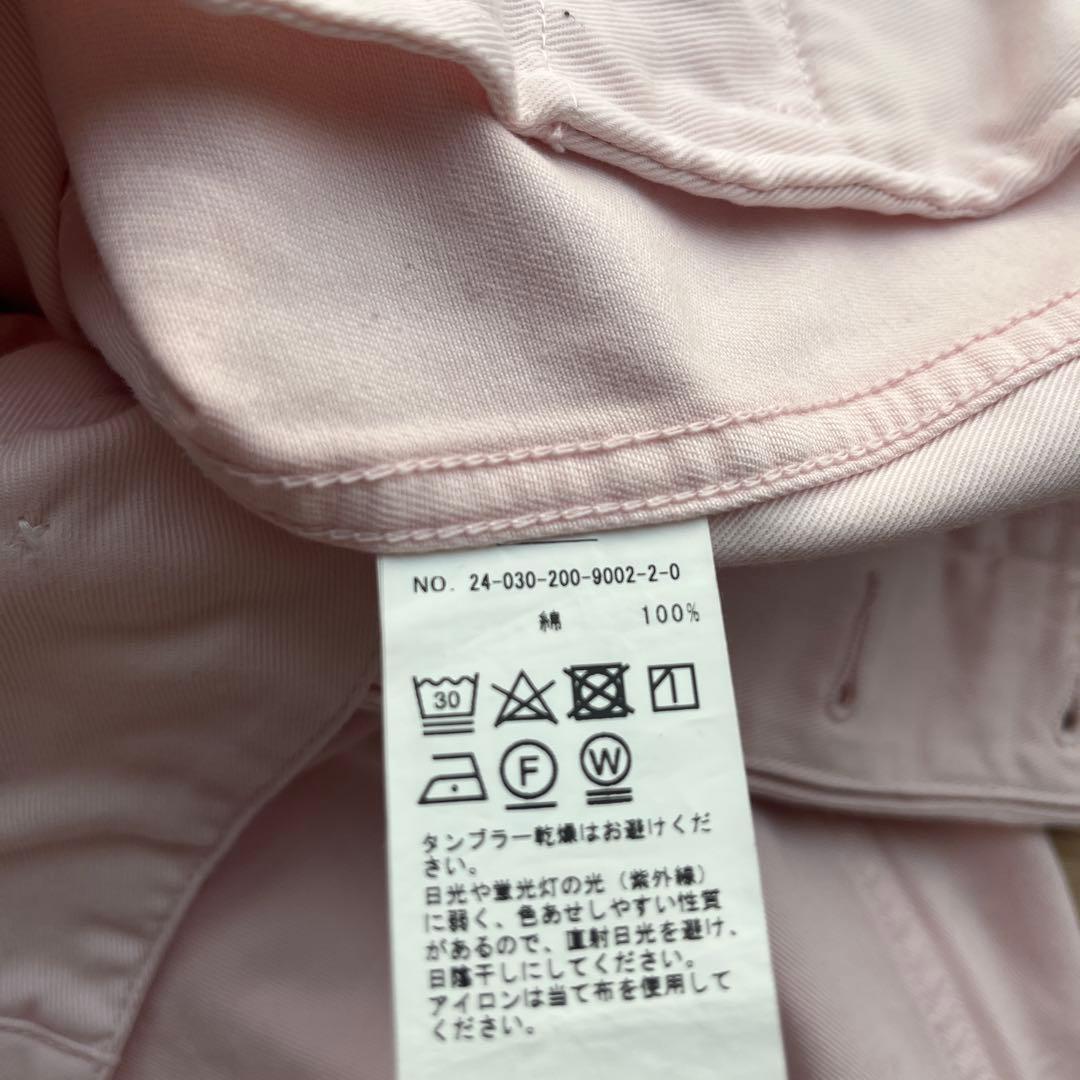 NO. 24-030-200-9002-2-0
綿 100%
30
F W
タンブラー乾燥はお避けくだ
さい。
日光や蛍光灯の光（紫外線）
に弱く、色あせしやすい性質
があるので、直射日光を避け、
日陰干しにしてください。
アイロンは当て布を使用して
ください。